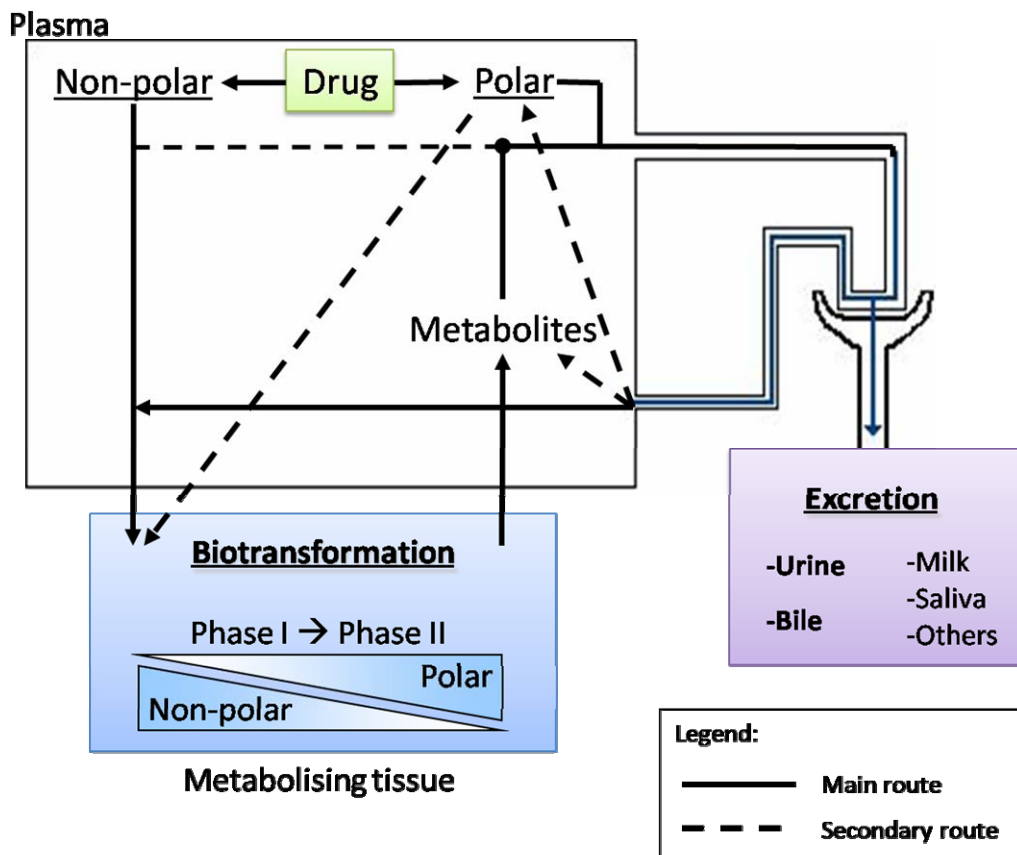 Plasma
Non-polar
Drug
Polar
Metabolites
Biotransformation
Phase I → Phase II
Polar
Non-polar
Metabolising tissue
Excretion
-Urine
-Bile
-Milk
-Saliva
-Others
Legend:
Main route
Secondary route